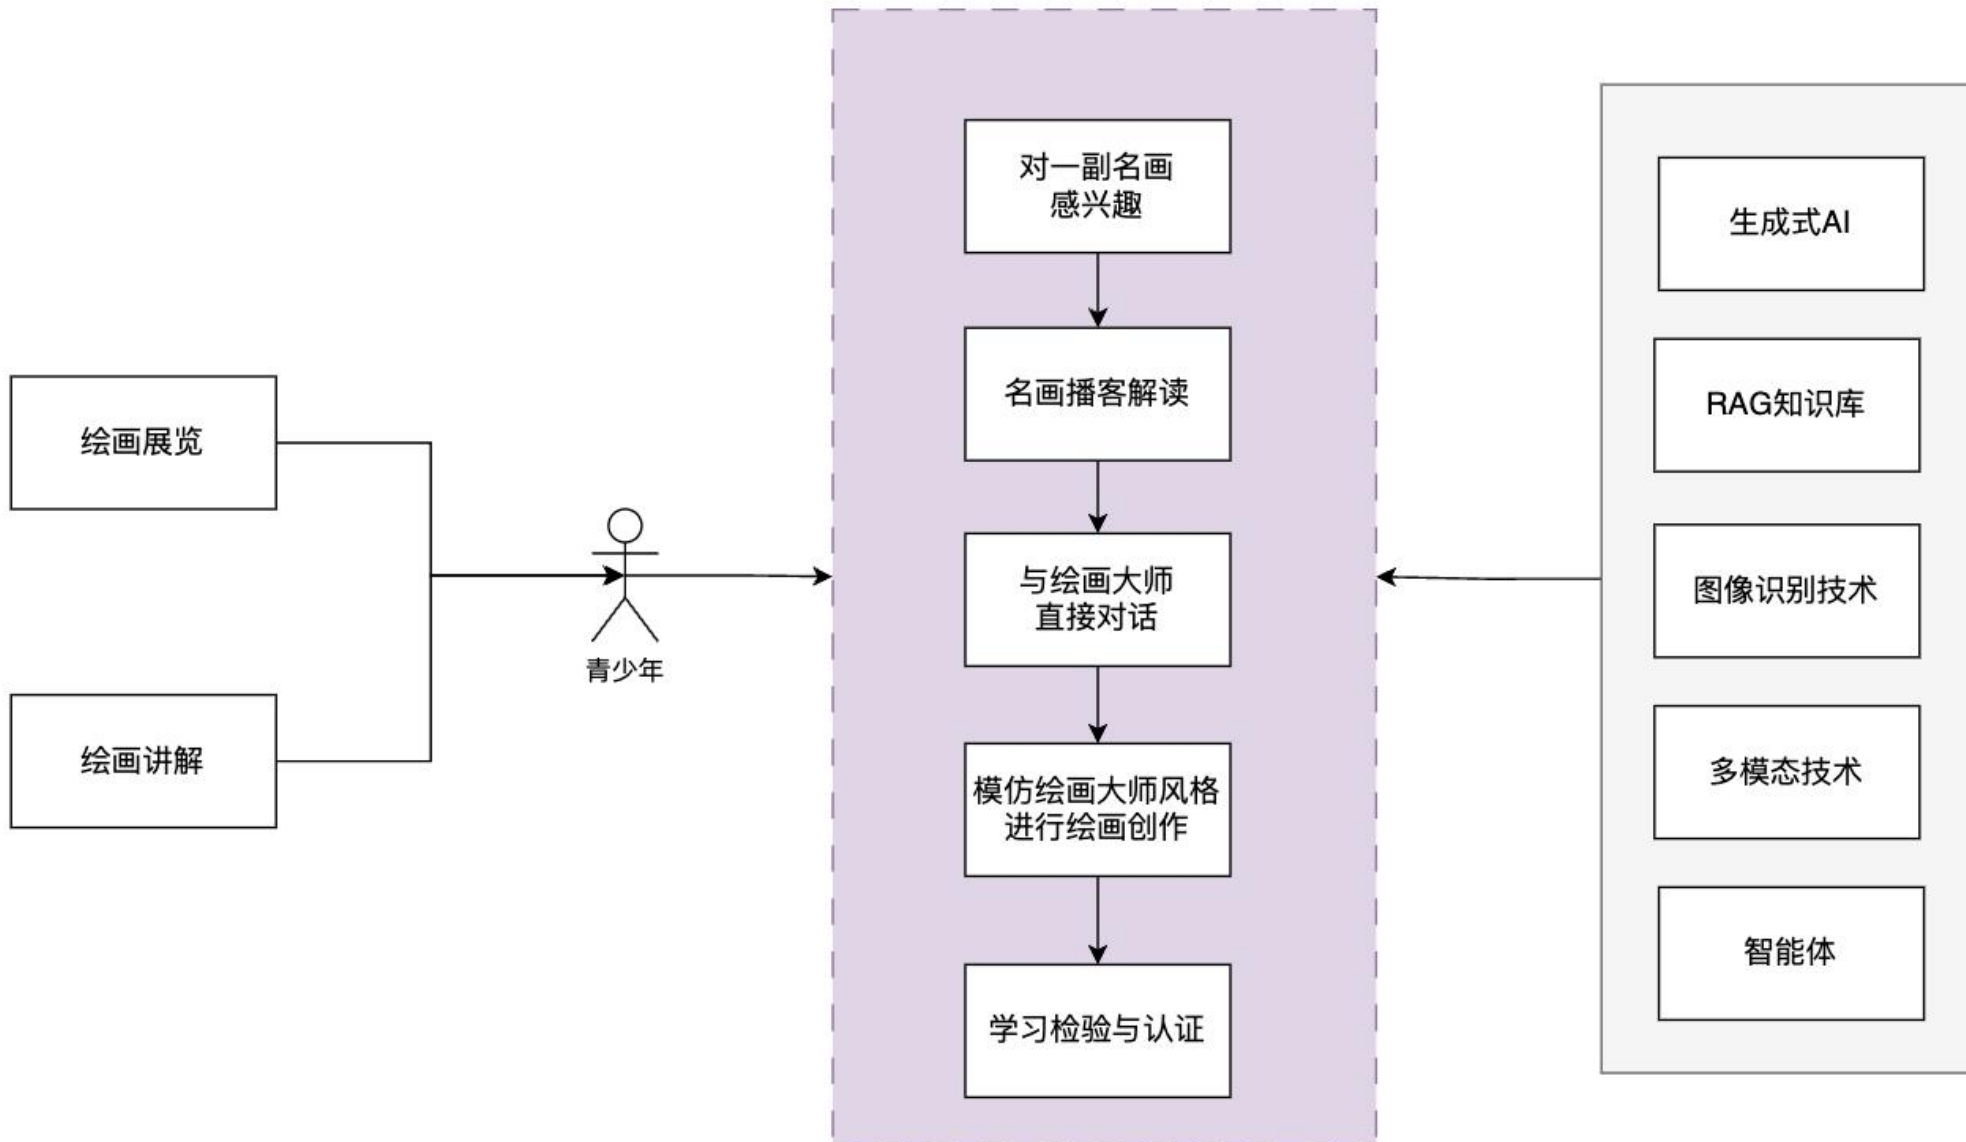 绘画展览
绘画讲解
青少年
对一副名画
感兴趣
名画播客解读
与绘画大师
直接对话
模仿绘画大师风格
进行绘画创作
学习检验与认证
生成式AI
RAG知识库
图像识别技术
多模态技术
智能体